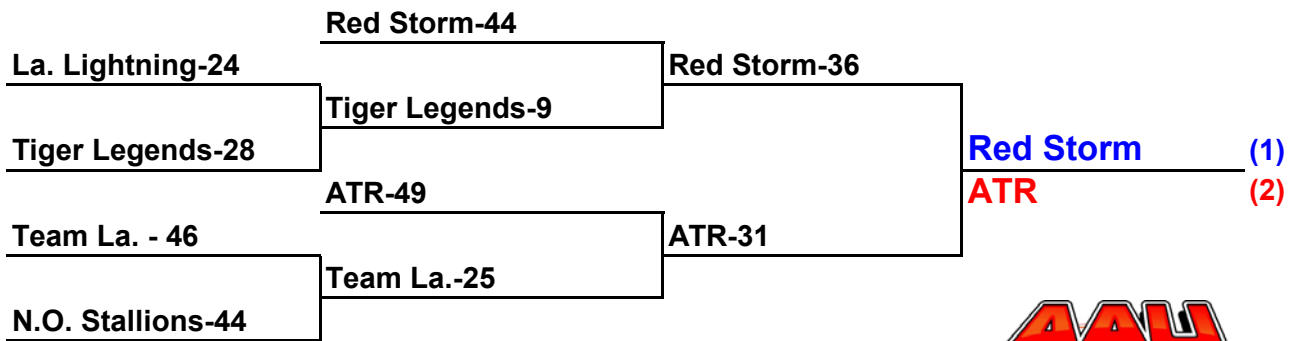 Red Storm-44
La. Lightning-24
Red Storm-36
Tiger Legends-9
Tiger Legends-28
Red Storm (1)
ATR (2)
ATR-49
Team La. - 46
ATR-31
Team La.-25
N.O. Stallions-44
AAU